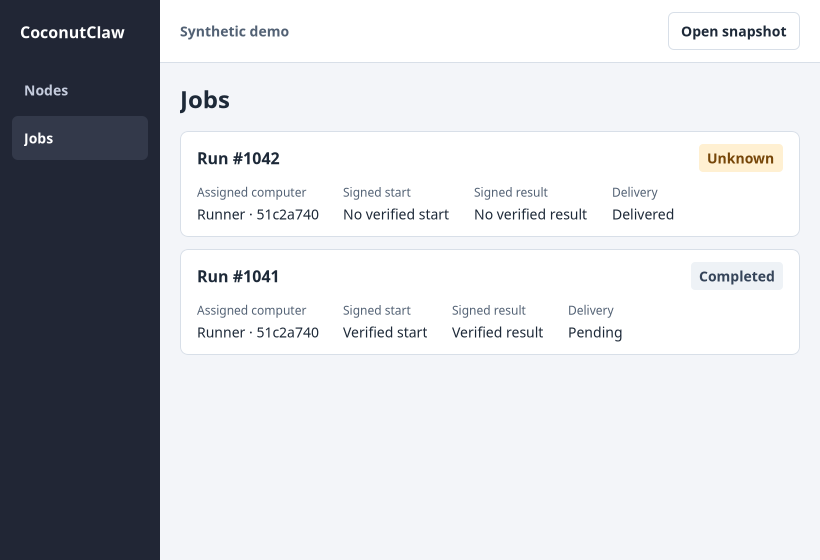 CoconutClaw
Nodes
Jobs
Synthetic demo
Open snapshot
Jobs
Run #1042
Unknown
Assigned computer
Runner · 51c2a740
Signed start
No verified start
Signed result
No verified result
Delivery
Delivered
Run #1041
Completed
Assigned computer
Runner · 51c2a740
Signed start
Verified start
Signed result
Verified result
Delivery
Pending